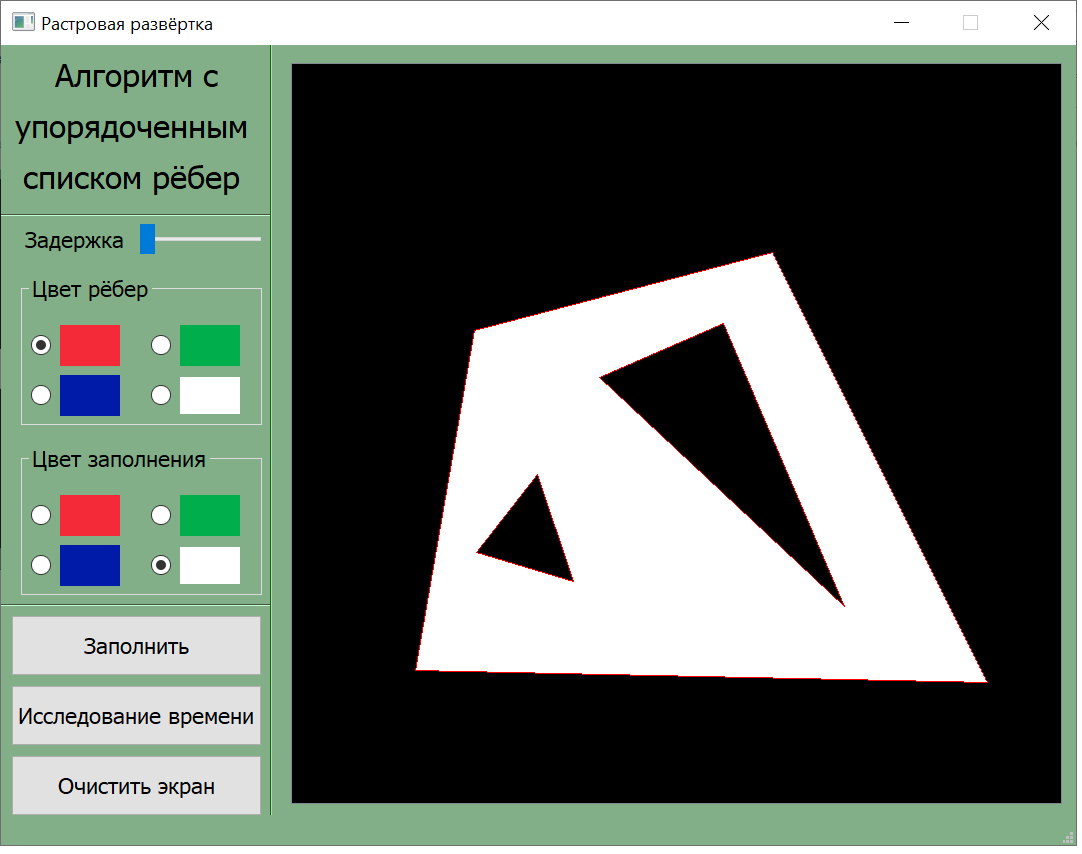 Растровая развёртка
Алгоритм с
упорядоченным
списком рёбер
Задержка
Цвет рёбер
Цвет заполнения
Заполнить
Исследование времени
Очистить экран